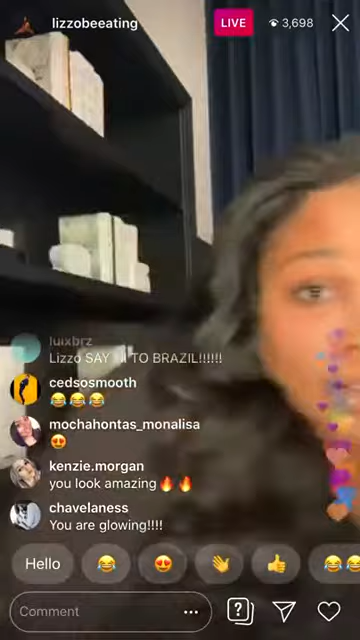 lizzobeeating
LIVE
3,698
luixbrz
Lizzo SAY HI TO BRAZIL!!!!!!
cedsosmooth
😂😂😂
mochahontas_monalisa
😍
kenzie.morgan
you look amazing🔥🔥
chavelaness
You are glowing!!!!
Hello 😂 😍 👋 👍 😂😂
Comment ...